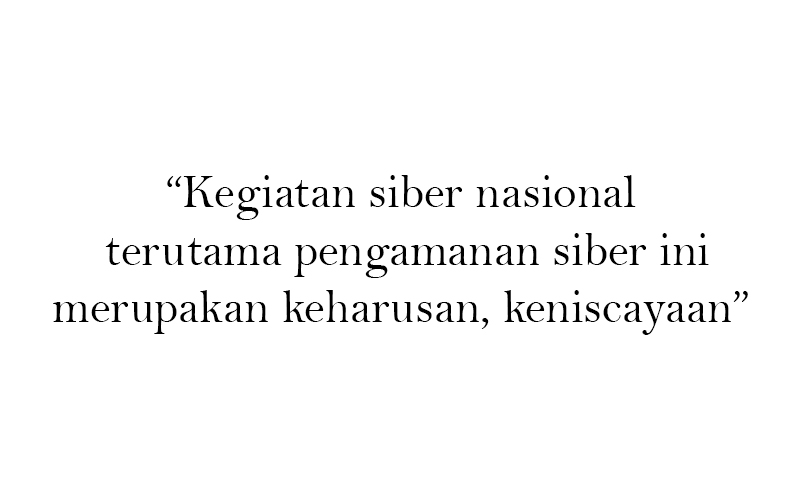 “Kegiatan siber nasional
terutama pengamanan siber ini
merupakan keharusan, keniscayaan”